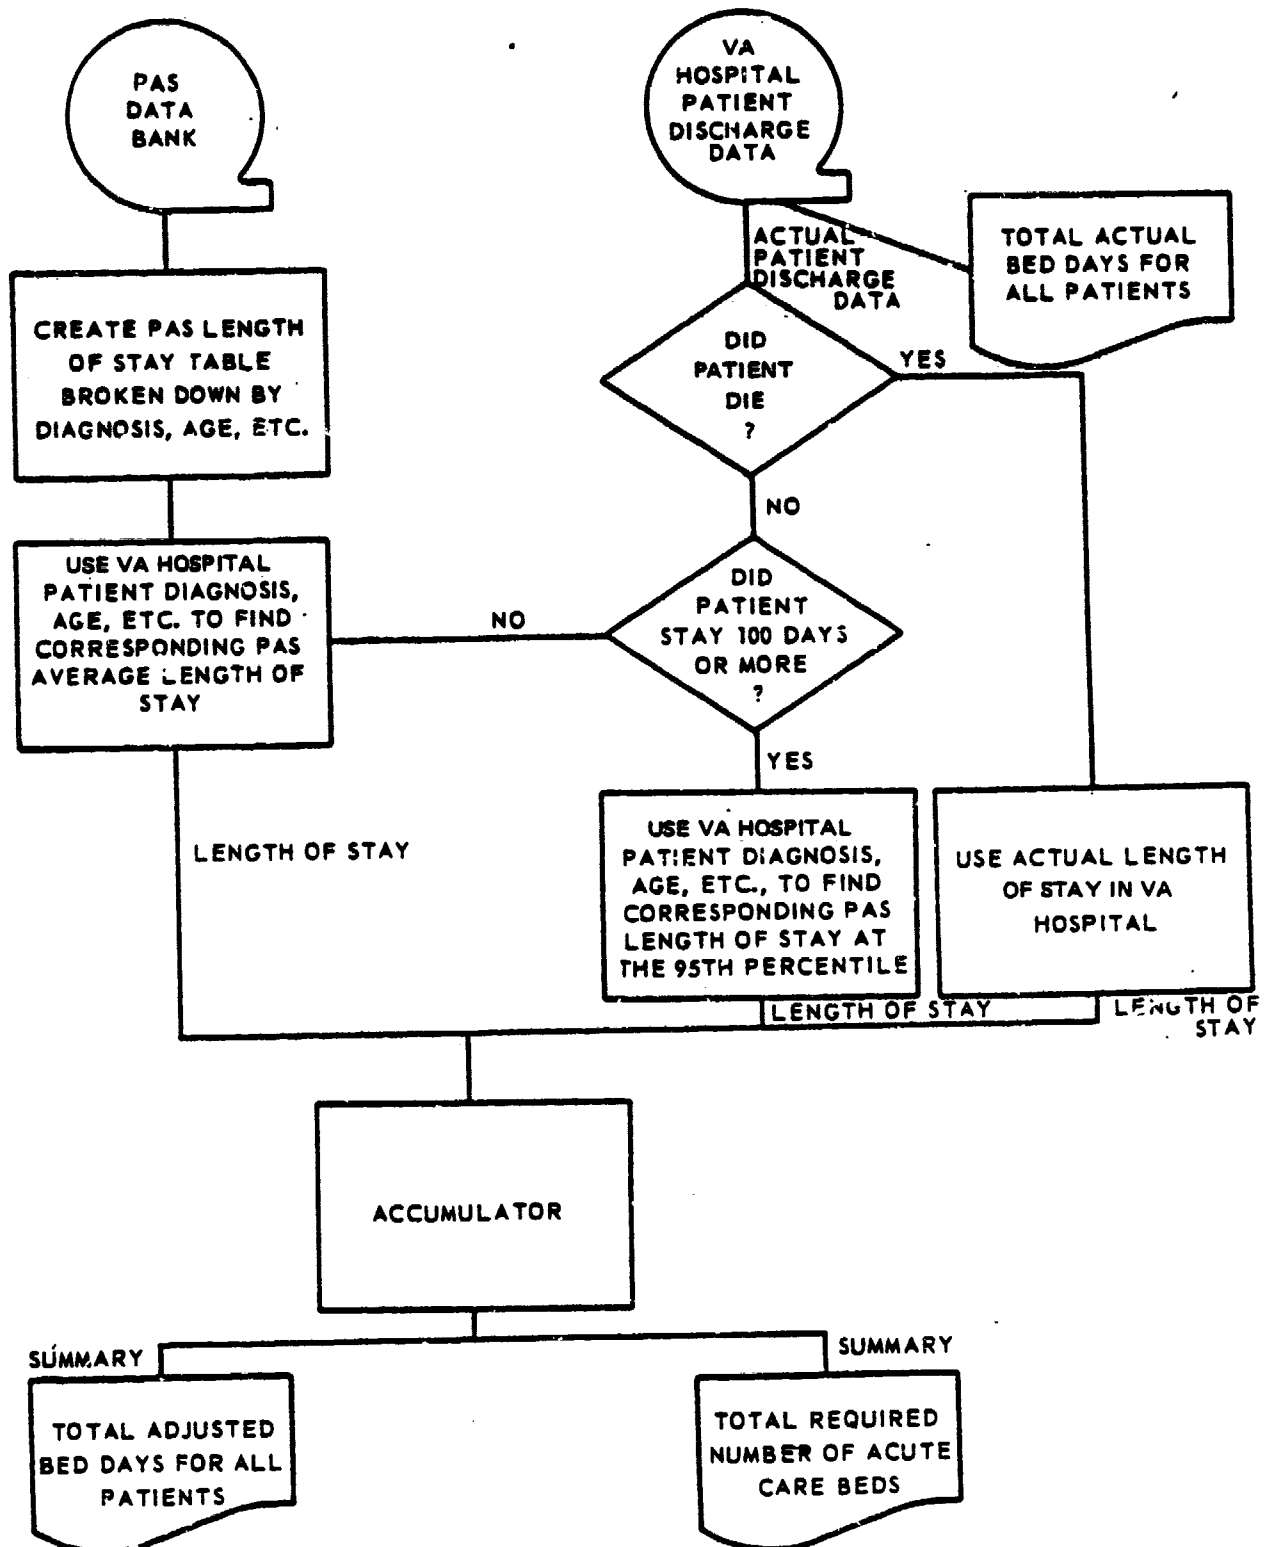 PAS
DATA
BANK
VA
HOSPITAL
PATIENT
DISCHARGE
DATA
ACTUAL
PATIENT
DISCHARGE
DATA
TOTAL ACTUAL
BED DAYS FOR
ALL PATIENTS
CREATE PAS LENGTH
OF STAY TABLE
BROKEN DOWN BY
DIAGNOSIS, AGE, ETC.
DID
PATIENT
DIE
?
YES
NO
USE VA HOSPITAL
PATIENT DIAGNOSIS,
AGE, ETC. TO FIND
CORRESPONDING PAS
AVERAGE LENGTH OF
STAY
NO
DID
PATIENT
STAY 100 DAYS
OR MORE
?
YES
LENGTH OF STAY
USE VA HOSPITAL
PATIENT DIAGNOSIS,
AGE, ETC., TO FIND
CORRESPONDING PAS
LENGTH OF STAY AT
THE 95TH PERCENTILE
USE ACTUAL LENGTH
OF STAY IN VA
HOSPITAL
LENGTH OF STAY
LENGTH OF
STAY
ACCUMULATOR
SUMMARY
SUMMARY
TOTAL ADJUSTED
BED DAYS FOR ALL
PATIENTS
TOTAL REQUIRED
NUMBER OF ACUTE
CARE BEDS